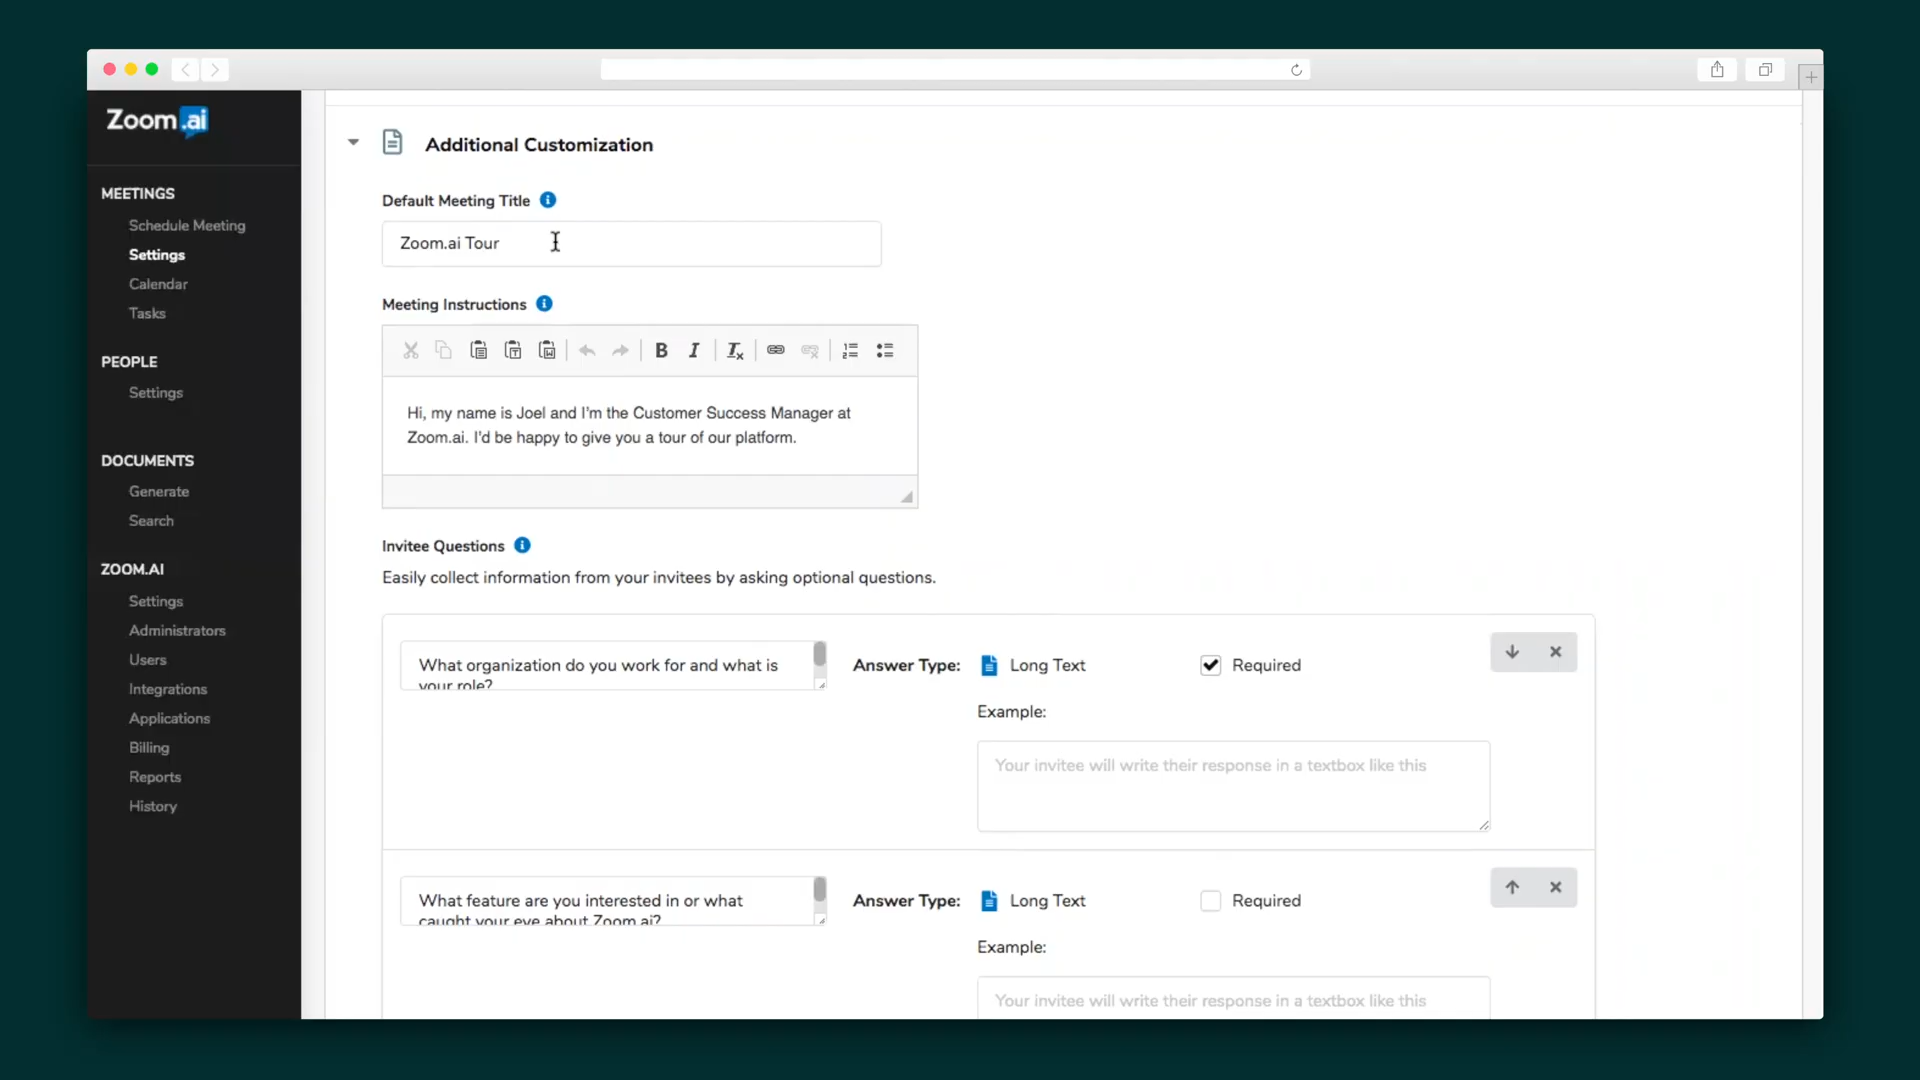 Zoom.ai
MEETINGS
Schedule Meeting
Settings
Calendar
Tasks
PEOPLE
Settings
DOCUMENTS
Generate
Search
ZOOM.AI
Settings
Administrators
Users
Integrations
Applications
Billing
Reports
History
Additional Customization
Default Meeting Title
Zoom.ai Tour
Meeting Instructions
Hi, my name is Joel and I'm the Customer Success Manager at
Zoom.ai. I'd be happy to give you a tour of our platform.
Invitee Questions
Easily collect information from your invitees by asking optional questions.
What organization do you work for and what is
your role?
Answer Type: Long Text Required
Example:
Your invitee will write their response in a textbox like this
What feature are you interested in or what
caught your eye about Zoom.ai?
Answer Type: Long Text Required
Example:
Your invitee will write their response in a textbox like this